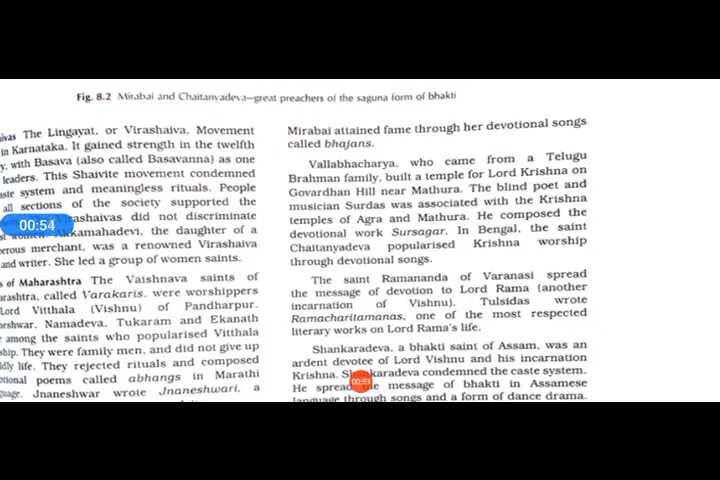 Fig. 8.2 Mirabai and Chaitanyadeva—great preachers of the saguna form of bhakti
The Lingayat, or Virashaiva, Movement
in Karnataka. It gained strength in the twelfth
with Basava (also called Basavanna) as one
leaders. This Shaivite movement condemned
system and meaningless rituals. People
all sections of the society supported the
00:54
did not discriminate
the daughter of a
merchant, was a renowned Virashaiva
and writer. She led a group of women saints.
of Maharashtra The Vaishnava saints of
called Varakaris, were worshippers
Lord Vitthala (Vishnu) of Pandharpur.
Namadeva, Tukaram and Ekanath
among the saints who popularised Vitthala
They were family men, and did not give up
life. They rejected rituals and composed
poems called abhangs in Marathi
Jnaneshwar wrote Jnaneshwari, a
Mirabai attained fame through her devotional songs
called bhajans.
Vallabhacharya, who came from a Telugu
Brahman family, built a temple for Lord Krishna on
Govardhan Hill near Mathura. The blind poet and
musician Surdas was associated with the Krishna
temples of Agra and Mathura. He composed the
devotional work Sursagar. In Bengal, the saint
Chaitanyadeva popularised Krishna worship
through devotional songs.
The saint Ramananda of Varanasi spread
the message of devotion to Lord Rama (another
incarnation of Vishnu). Tulsidas wrote
Ramacharitamanas, one of the most respected
literary works on Lord Rama's life.
Shankaradeva, a bhakti saint of Assam, was an
ardent devotee of Lord Vishnu and his incarnation
Krishna. Shankaradeva condemned the caste system.
00:53
He spread message of bhakti in Assamese
language through songs and a form of dance drama.